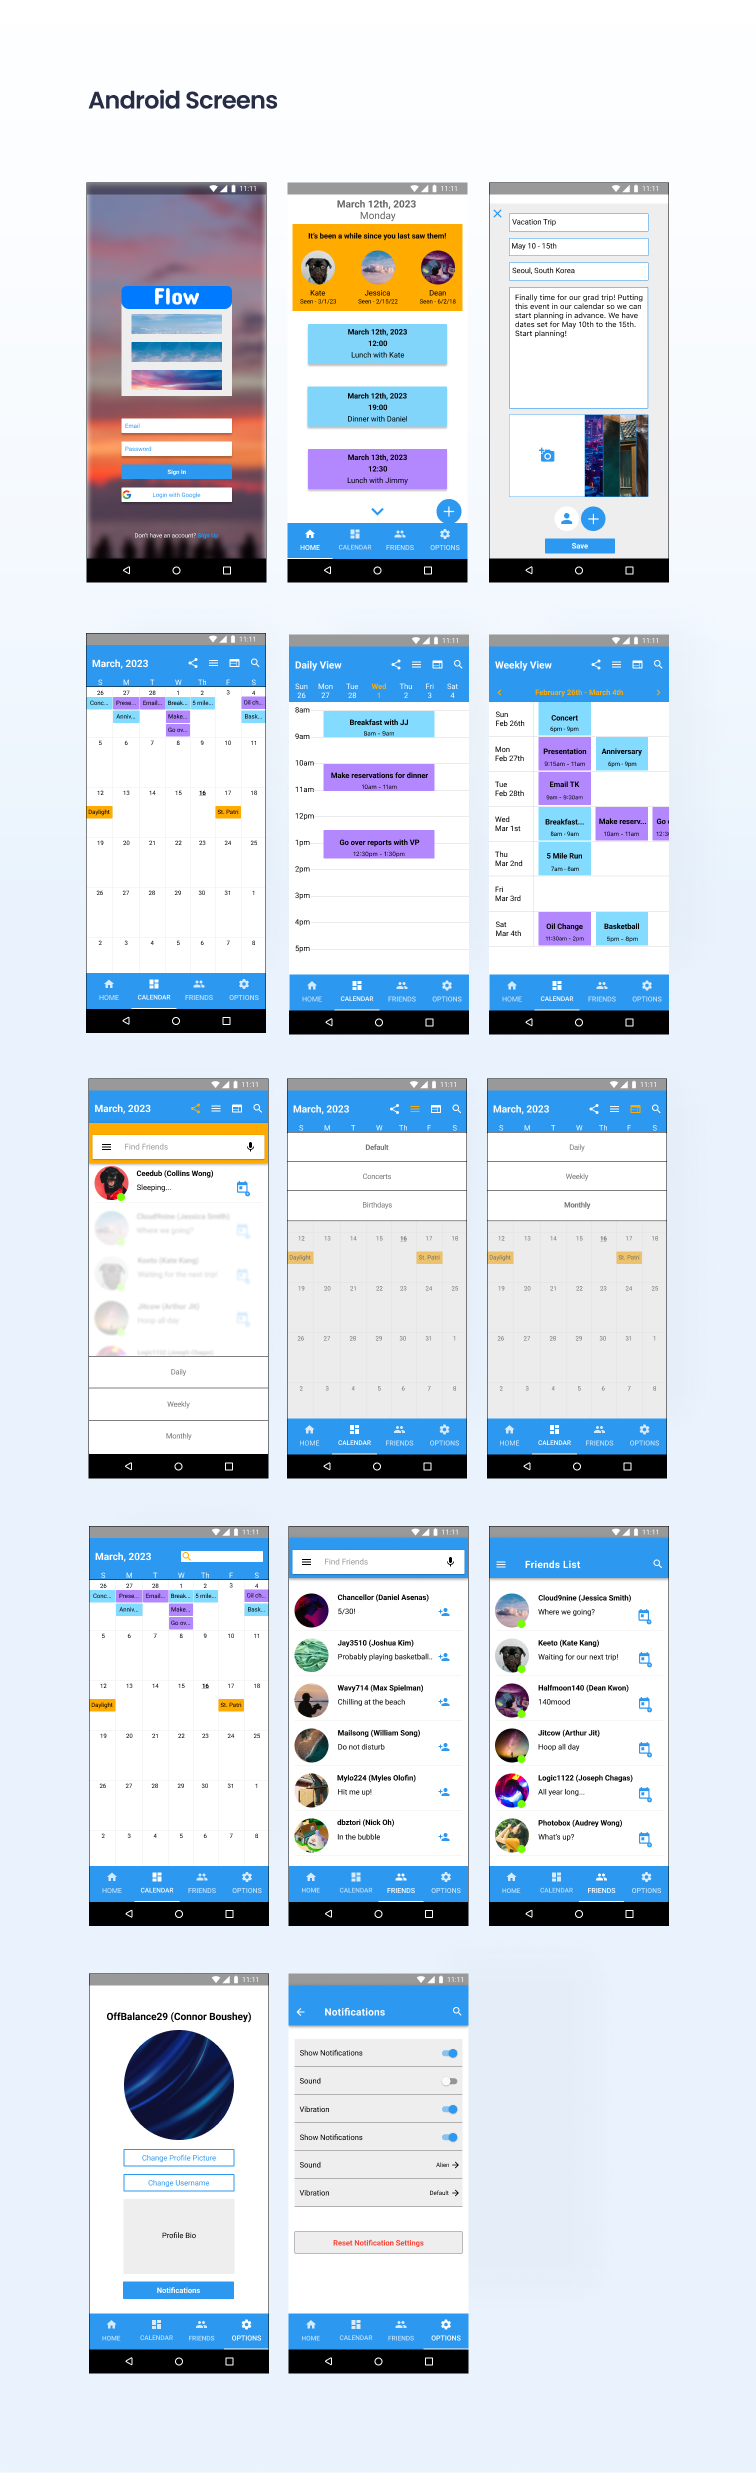 Android Screens
11:11
Flow
Email
Password
Sign In
Login with Google
Don't have an account? Sign Up
11:11
March 12th, 2023
Monday
It's been a while since you last saw them!
Kate
Jessica
Dean
Seen - 3/1/23
Seen - 2/15/22
Seen - 6/2/18
March 12th, 2023
12:00
Lunch with Kate
March 12th, 2023
19:00
Dinner with Daniel
March 13th, 2023
12:30
Lunch with Jimmy
HOME CALENDAR FRIENDS OPTIONS
11:11
Vacation Trip
May 10 - 15th
Seoul, South Korea
Finally time for our grad trip! Putting
this event in our calendar so we can
start planning in advance. We have
dates set for May 10th to the 15th.
Start planning!
Save
11:11
March, 2023
S M T W Th F S
26 27 28 1 2 3 4
Conc... Prese... Email... Break... 5 mile... Oil ch..
Anniv... Make... Bask...
Go ov...
5 6 7 8 9 10 11
12 13 14 15 16 17 18
Daylight St. Patri
19 20 21 22 23 24 25
26 27 28 29 30 31 1
2 3 4 5 6 7 8
HOME CALENDAR FRIENDS OPTIONS
11:11
Daily View
Sun Mon Tue Wed Thu Fri Sat
26 27 28 1 2 3 4
8am
Breakfast with JJ
8am - 9am
9am
10am
Make reservations for dinner
10am - 11am
11am
12pm
1pm
Go over reports with VP
12:30pm - 1:30pm
2pm
3pm
4pm
5pm
HOME CALENDAR FRIENDS OPTIONS
11:11
Weekly View
February 26th - March 4th
Sun
Feb 26th
Concert
6pm - 9pm
Mon
Feb 27th
Presentation
9:15am - 11am
Anniversary
6pm - 9pm
Tue
Feb 28th
Email TK
9am - 9:30am
Wed
Mar 1st
Breakfast...
8am - 9am
Make reserv...
10am - 11am
Go
12:3
Thu
Mar 2nd
5 Mile Run
7am - 8am
Fri
Mar 3rd
Sat
Mar 4th
Oil Change
11:30am - 2pm
Basketball
5pm - 8pm
HOME CALENDAR FRIENDS OPTIONS
11:11
March, 2023
Find Friends
Ceedub (Collins Wong)
Sleeping...
Cloud9nine (Jessica Smith)
Where we going?
Keeto (Kate Kang)
Waiting for the next trip!
Jitcow (Arthur Jit)
Hoop all day
Logic1122 (Joseph Chagas)
Daily
Weekly
Monthly
11:11
March, 2023
S M T W Th F S
Default
Concerts
Birthdays
12 13 14 15 16 17 18
Daylight St. Patri
19 20 21 22 23 24 25
26 27 28 29 30 31 1
2 3 4 5 6 7 8
HOME CALENDAR FRIENDS OPTIONS
11:11
March, 2023
S M T W Th F S
Daily
Weekly
Monthly
12 13 14 15 16 17 18
Daylight St. Patri
19 20 21 22 23 24 25
26 27 28 29 30 31 1
2 3 4 5 6 7 8
HOME CALENDAR FRIENDS OPTIONS
11:11
March, 2023
S M T W Th F S
26 27 28 1 2 3 4
Conc... Prese... Email... Break... 5 mile... Oil ch..
Anniv... Make... Bask...
Go ov...
5 6 7 8 9 10 11
12 13 14 15 16 17 18
Daylight St. Patri
19 20 21 22 23 24 25
26 27 28 29 30 31 1
2 3 4 5 6 7 8
HOME CALENDAR FRIENDS OPTIONS
11:11
Find Friends
Chancellor (Daniel Asenas)
5/30!
Jay3510 (Joshua Kim)
Probably playing basketball..
Wavy714 (Max Spielman)
Chilling at the beach
Mailsong (William Song)
Do not disturb
Mylo224 (Myles Olofin)
Hit me up!
dbztori (Nick Oh)
In the bubble
HOME CALENDAR FRIENDS OPTIONS
11:11
Friends List
Cloud9nine (Jessica Smith)
Where we going?
Keeto (Kate Kang)
Waiting for our next trip!
Halfmoon140 (Dean Kwon)
140mood
Jitcow (Arthur Jit)
Hoop all day
Logic1122 (Joseph Chagas)
All year long...
Photobox (Audrey Wong)
What's up?
HOME CALENDAR FRIENDS OPTIONS
11:11
OffBalance29 (Connor Boushey)
Change Profile Picture
Change Username
Profile Bio
Notifications
HOME CALENDAR FRIENDS OPTIONS
11:11
Notifications
Show Notifications
Sound
Vibration
Show Notifications
Sound Alien
Vibration Default
Reset Notification Settings
HOME CALENDAR FRIENDS OPTIONS